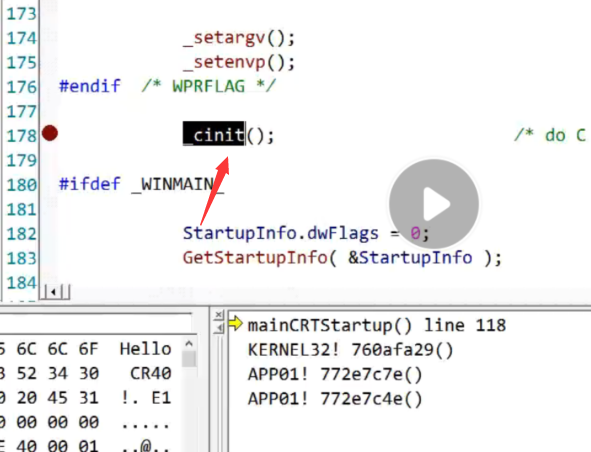 173
174 _setargv();
175 _setenvp();
176 #endif /* WPRFLAG */
177
178 _cinit(); /* do C
179
180 #ifdef _WINMAIN_
181
182 StartupInfo.dwFlags = 0;
183 GetStartupInfo( &StartupInfo );
184
5 6C 6C 6F Hello
3 52 34 30 CR40
0 20 45 31 !. E1
0 00 00 00 .....
E 40 00 01 ..@..
mainCRTStartup() line 118
KERNEL32! 760afa29()
APP01! 772e7c7e()
APP01! 772e7c4e()